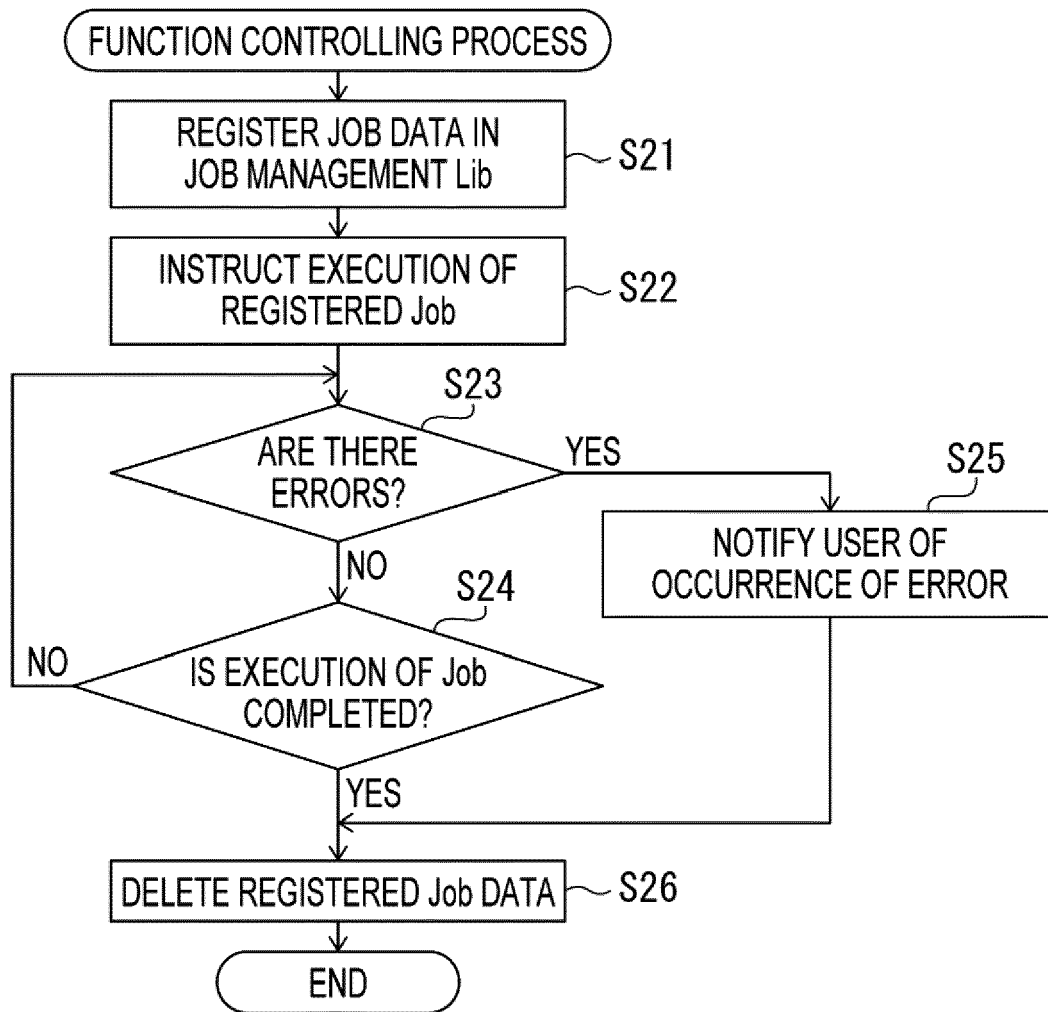 FUNCTION CONTROLLING PROCESS
REGISTER JOB DATA IN
JOB MANAGEMENT Lib
S21
INSTRUCT EXECUTION OF
REGISTERED Job
S22
S23
ARE THERE
ERRORS?
YES
S25
NOTIFY USER OF
OCCURRENCE OF ERROR
NO
S24
NO
IS EXECUTION OF Job
COMPLETED?
YES
DELETE REGISTERED Job DATA
S26
END